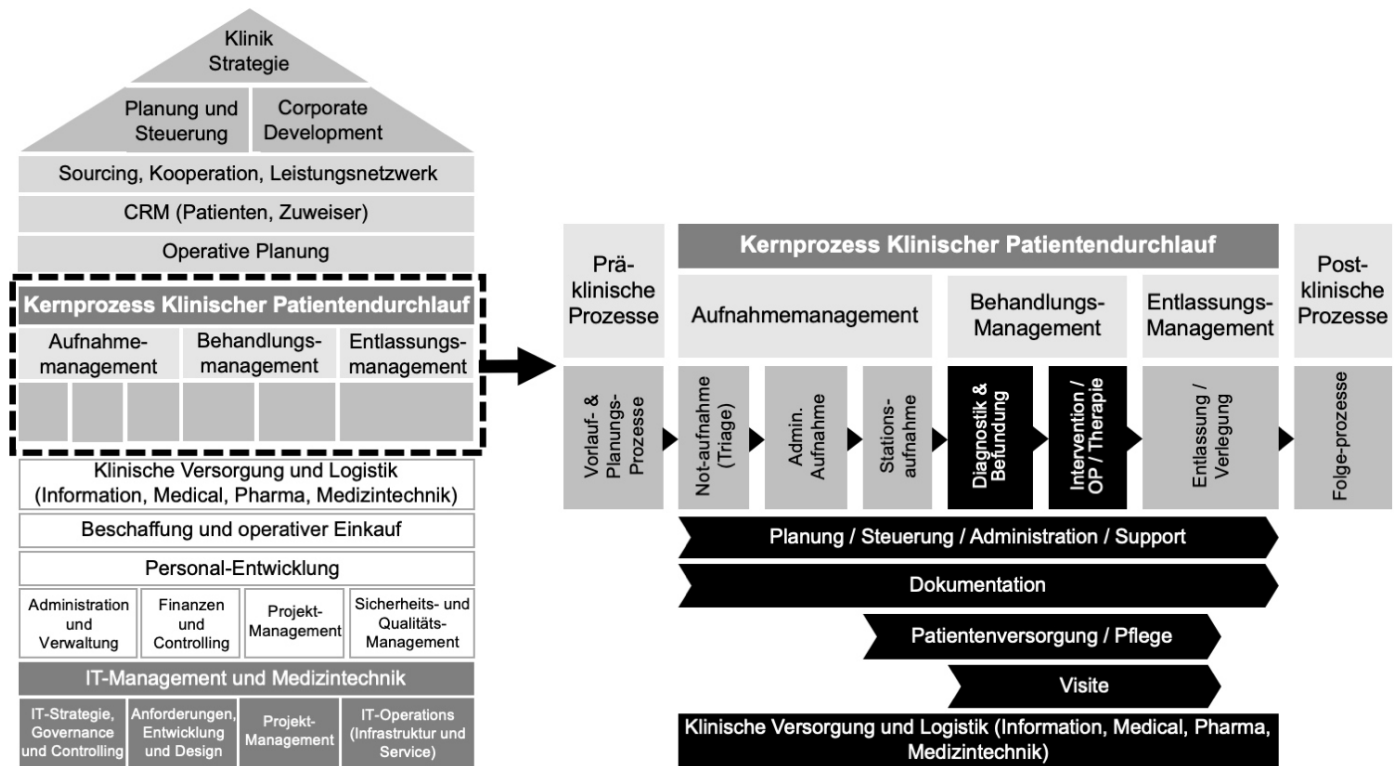 Klinik
Strategie
Planung und
Steuerung
Corporate
Development
Sourcing, Kooperation, Leistungsnetzwerk
CRM (Patienten, Zuweiser)
Operative Planung
Kernprozess Klinischer Patientendurchlauf
Aufnahme-
management
Behandlungs-
management
Entlassungs-
management
Klinische Versorgung und Logistik
(Information, Medical, Pharma, Medizintechnik)
Beschaffung und operativer Einkauf
Personal-Entwicklung
Administration
und
Verwaltung
Finanzen
und
Controlling
Projekt-
Management
Sicherheits- und
Qualitäts-
Management
IT-Management und Medizintechnik
IT-Strategie,
Governance
und Controlling
Anforderungen,
Entwicklung
und Design
Projekt-
Management
IT-Operations
(Infrastruktur und
Service)
Prä-
klinische
Prozesse
Kernprozess Klinischer Patientendurchlauf
Aufnahmemanagement
Behandlungs-
Management
Entlassungs-
Management
Post-
klinische
Prozesse
Vorlauf- &
Planungs-
Prozesse
Not-aufnahme
(Triage)
Admin.
Aufnahme
Stations-
aufnahme
Diagnostik &
Befundung
Intervention /
OP / Therapie
Entlassung /
Verlegung
Folge-prozesse
Planung / Steuerung / Administration / Support
Dokumentation
Patientenversorgung / Pflege
Visite
Klinische Versorgung und Logistik (Information, Medical, Pharma,
Medizintechnik)